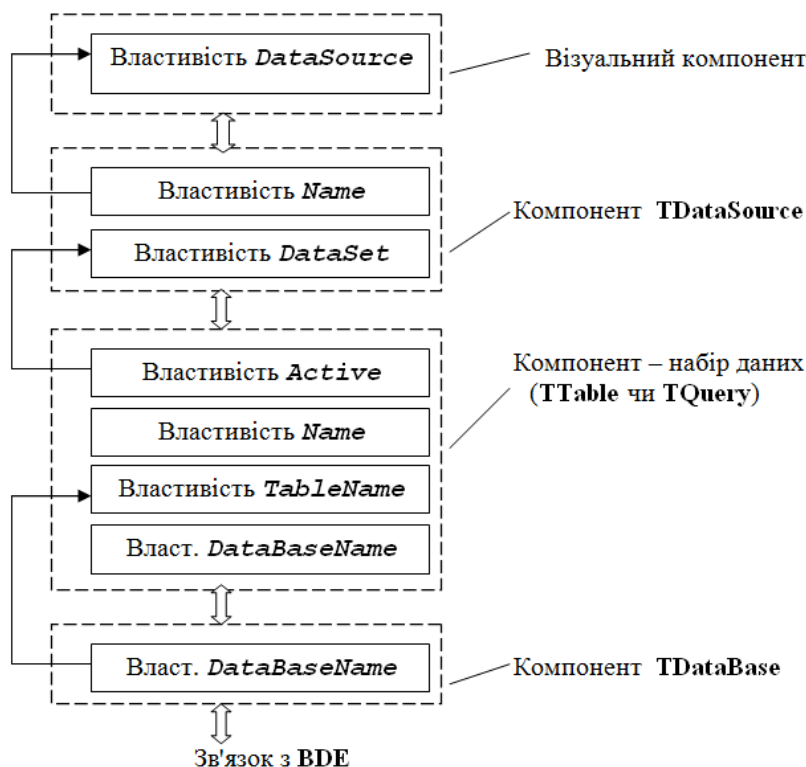 Властивість DataSource
Візуальний компонент
Властивість Name
Компонент TDataSource
Властивість DataSet
Властивість Active
Компонент – набір даних
(TTable чи TQuery)
Властивість Name
Властивість TableName
Власт. DataBaseName
Власт. DataBaseName
Компонент TDataBase
Зв'язок з BDE